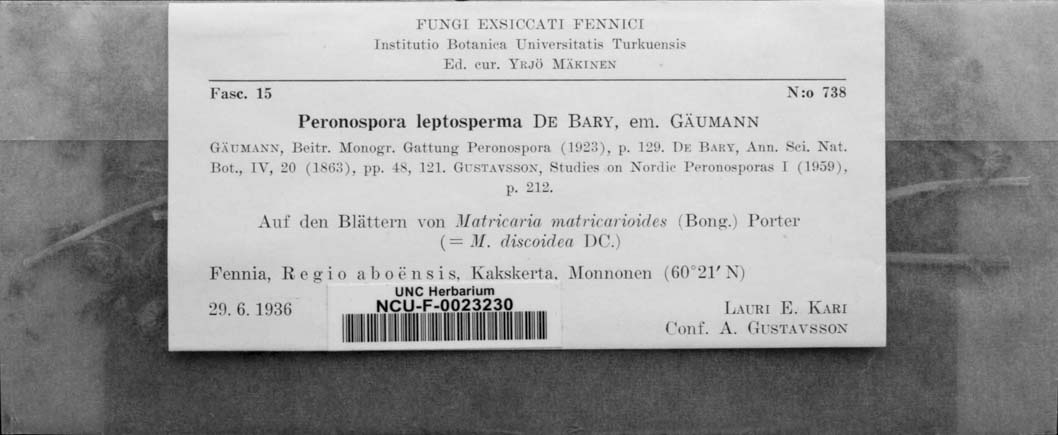 FUNGI EXSICCATI FENNICI
Institutio Botanica Universitatis Turkuensis
Ed. cur. YRJÖ MÄKINEN
Fasc. 15 N:o 738
Peronospora leptosperma DE BARY, em. GÄUMANN
GÄUMANN, Beitr. Monogr. Gattung Peronospora (1923), p. 129. DE BARY, Ann. Sci. Nat.
Bot., IV, 20 (1863), pp. 48, 121. GUSTAVSSON, Studies on Nordic Peronosporas I (1959),
p. 212.
Auf den Blättern von Matricaria matricarioides (Bong.) Porter
(= M. discoidea DC.)
Fennia, Regio aboënsis, Kakskerta, Monnonen (60°21′ N)
UNC Herbarium
NCU-F-0023230
29. 6. 1936 LAURI E. KARI
Conf. A. GUSTAVSSON